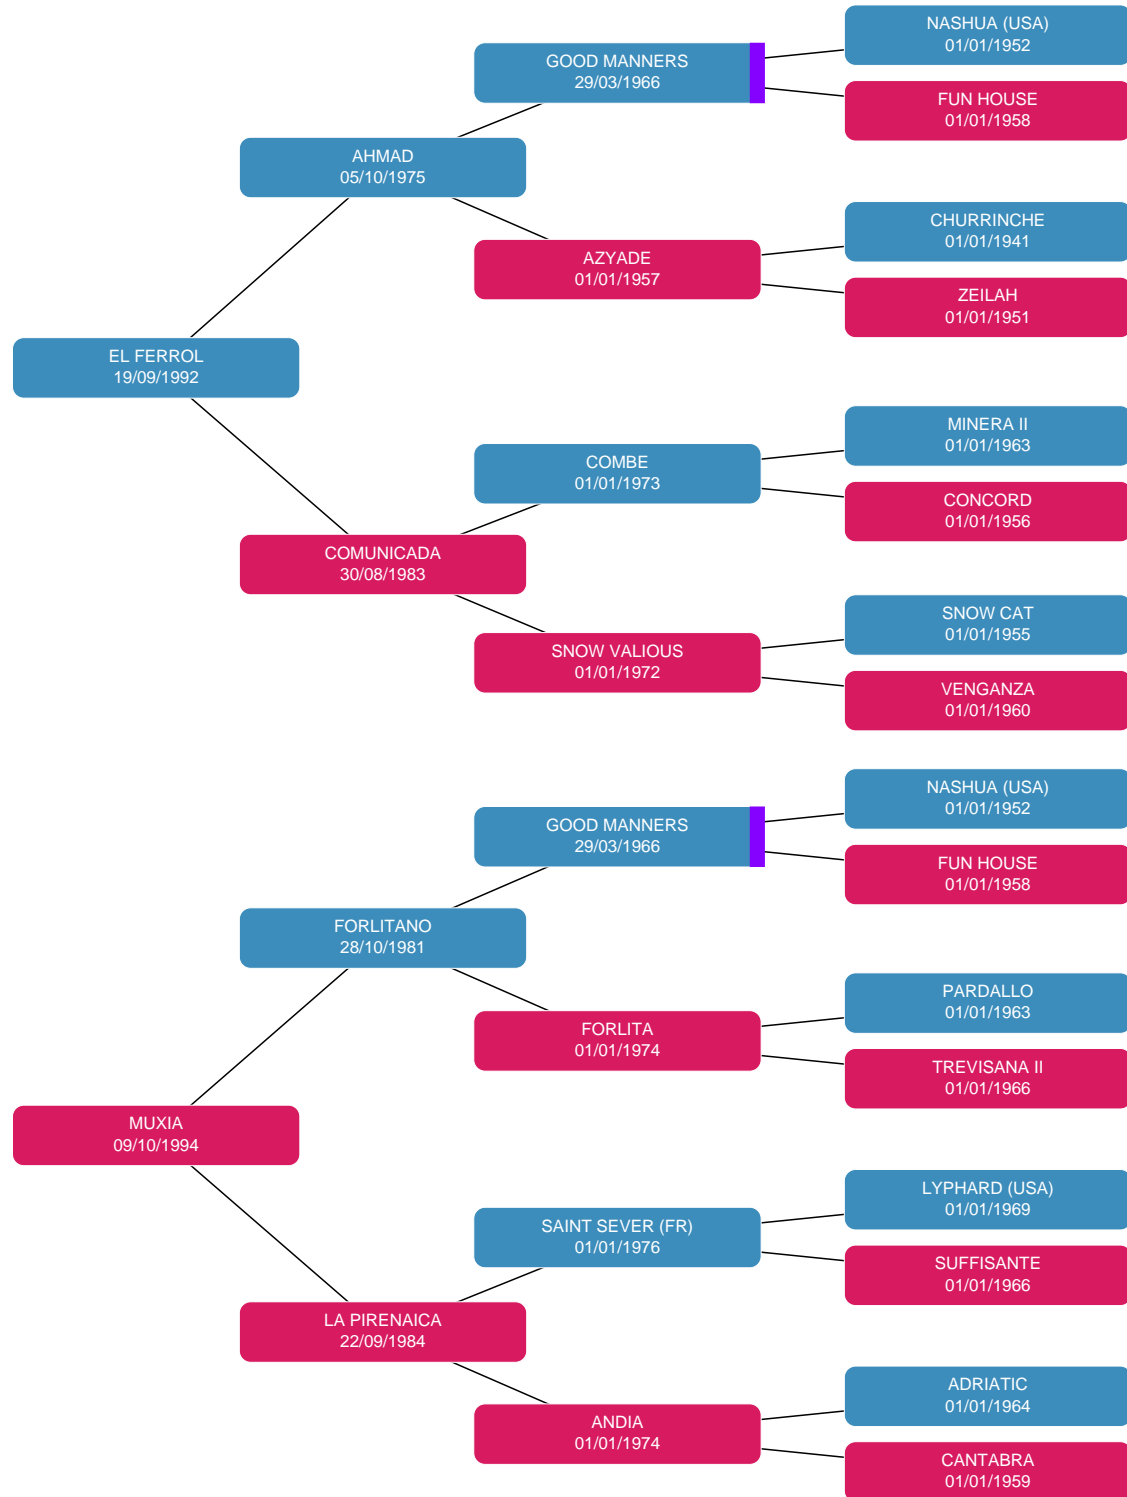 NASHUA (USA)
01/01/1952
GOOD MANNERS
29/03/1966
FUN HOUSE
01/01/1958
AHMAD
05/10/1975
CHURRINCHE
01/01/1941
AZYADE
01/01/1957
ZEILAH
01/01/1951
EL FERROL
19/09/1992
MINERA II
01/01/1963
COMBE
01/01/1973
CONCORD
01/01/1956
COMUNICADA
30/08/1983
SNOW CAT
01/01/1955
SNOW VALIOUS
01/01/1972
VENGANZA
01/01/1960
NASHUA (USA)
01/01/1952
GOOD MANNERS
29/03/1966
FUN HOUSE
01/01/1958
FORLITANO
28/10/1981
PARDALLO
01/01/1963
FORLITA
01/01/1974
TREVISANA II
01/01/1966
MUXIA
09/10/1994
LYPHARD (USA)
01/01/1969
SAINT SEVER (FR)
01/01/1976
SUFFISANTE
01/01/1966
LA PIRENAICA
22/09/1984
ADRIATIC
01/01/1964
ANDIA
01/01/1974
CANTABRA
01/01/1959